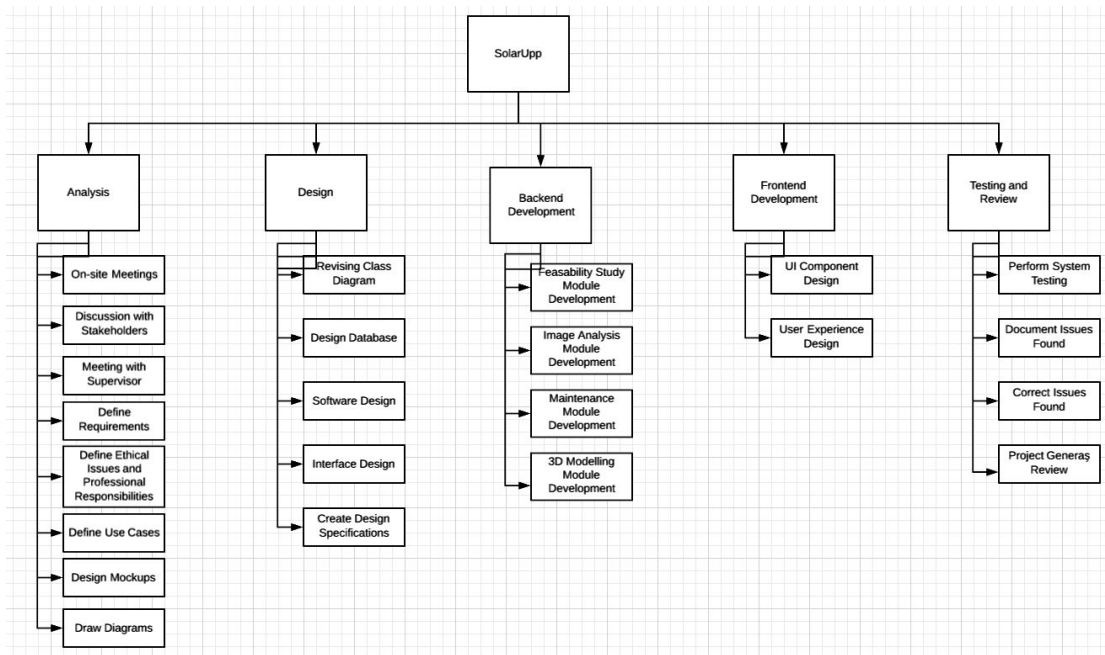 SolarUpp
Analysis
Design
Backend
Development
Frontend
Development
Testing and
Review
On-site Meetings
Discussion with
Stakeholders
Meeting with
Supervisor
Define
Requirements
Define Ethical
Issues and
Professional
Responsibilities
Define Use Cases
Design Mockups
Draw Diagrams
Revising Class
Diagram
Design Database
Software Design
Interface Design
Create Design
Specifications
Feasability Study
Module
Development
Image Analysis
Module
Development
Maintenance
Module
Development
3D Modelling
Module
Development
UI Component
Design
User Experience
Design
Perform System
Testing
Document Issues
Found
Correct Issues
Found
Project Generaş
Review